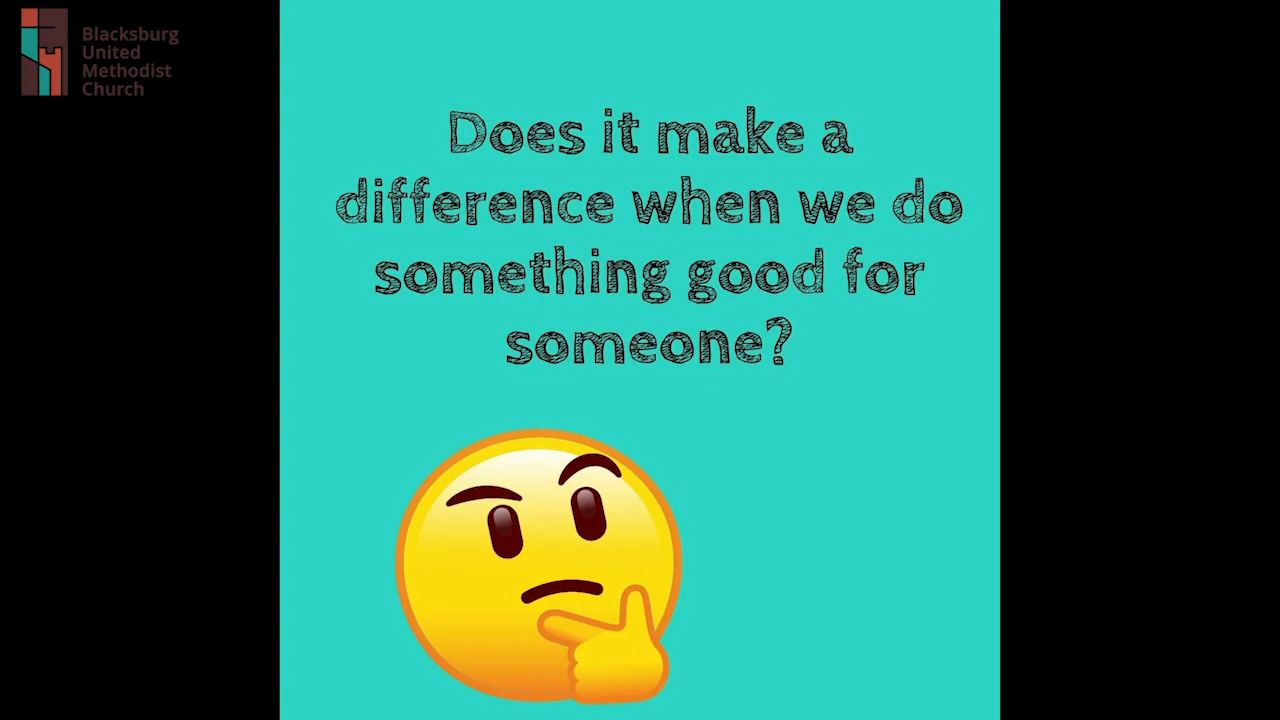 Blacksburg
United
Methodist
Church
Does it make a
difference when we do
something good for
someone?